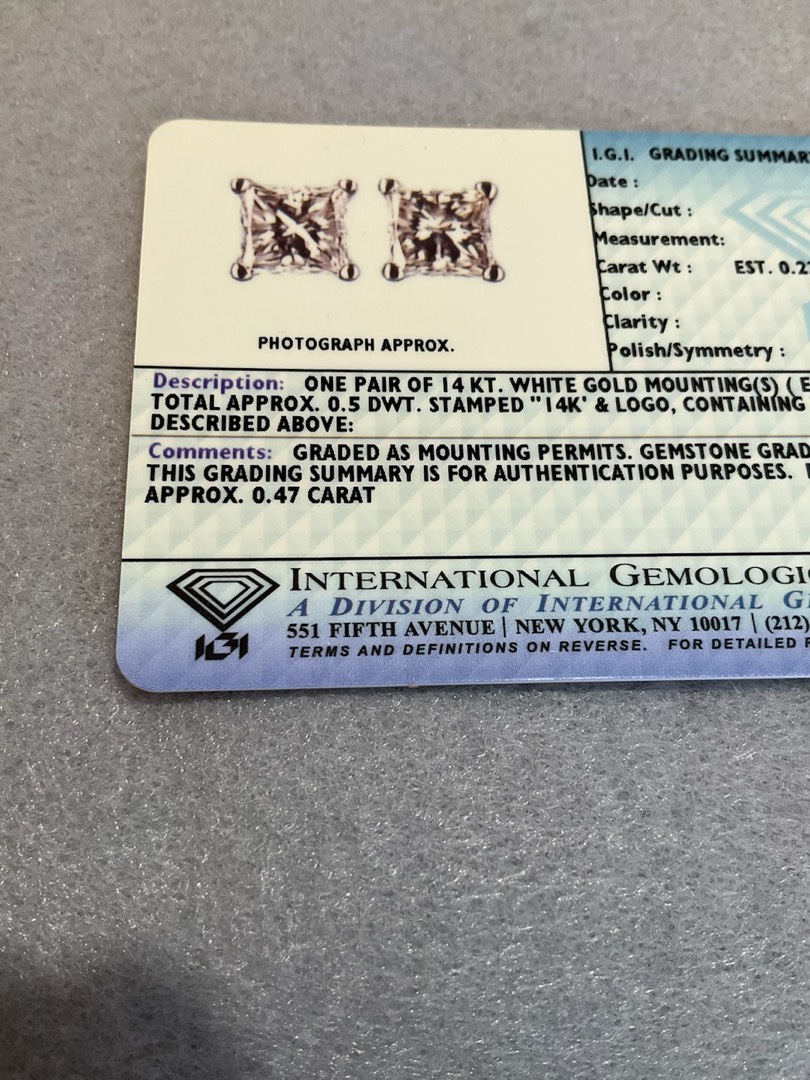 PHOTOGRAPH APPROX.
I.G.I. GRADING SUMMAR
Date :
Shape/Cut :
Measurement:
Carat Wt : EST. 0.2
Color :
Clarity :
Polish/Symmetry :
Description: ONE PAIR OF 14 KT. WHITE GOLD MOUNTING(S) ( E
TOTAL APPROX. 0.5 DWT. STAMPED "14K' & LOGO, CONTAINING
DESCRIBED ABOVE:
Comments: GRADED AS MOUNTING PERMITS. GEMSTONE GRAD
THIS GRADING SUMMARY IS FOR AUTHENTICATION PURPOSES.
APPROX. 0.47 CARAT
INTERNATIONAL GEMOLOGI
A DIVISION OF INTERNATIONAL G
551 FIFTH AVENUE | NEW YORK, NY 10017 | (212)
IGI
TERMS AND DEFINITIONS ON REVERSE. FOR DETAILED